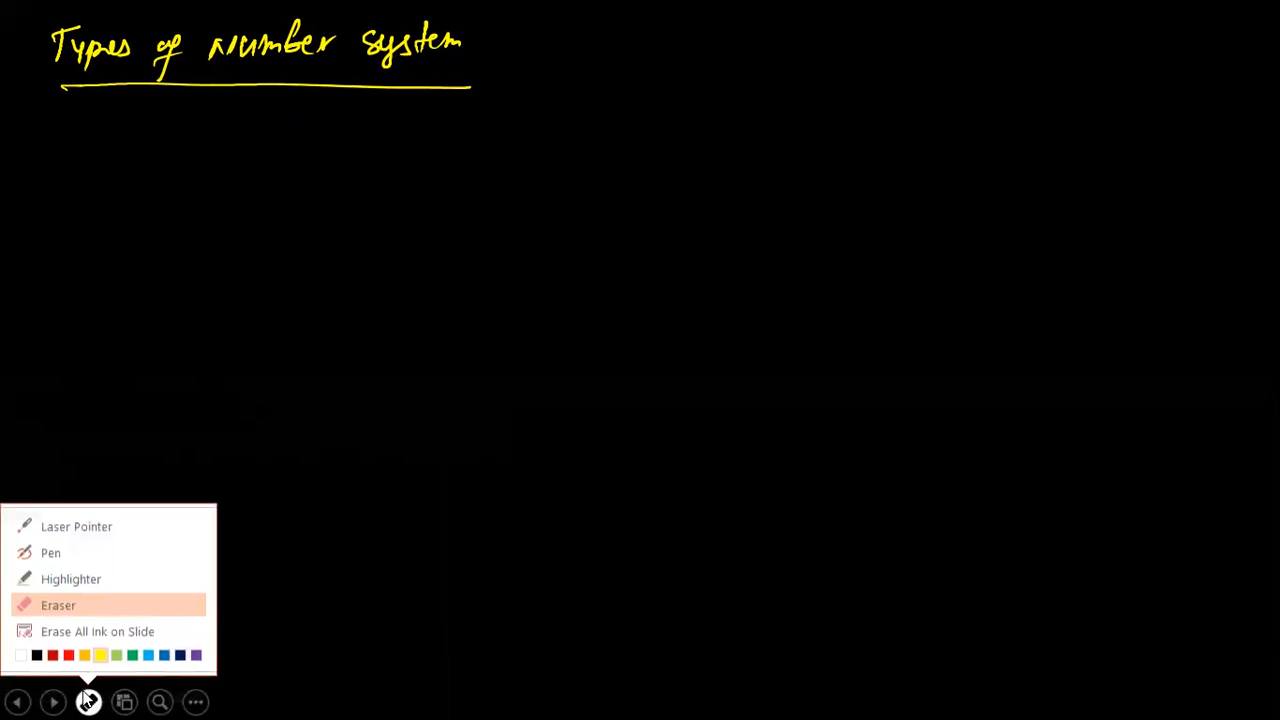 Types of Number system
Laser Pointer
Pen
Highlighter
Eraser
Erase All Ink on Slide